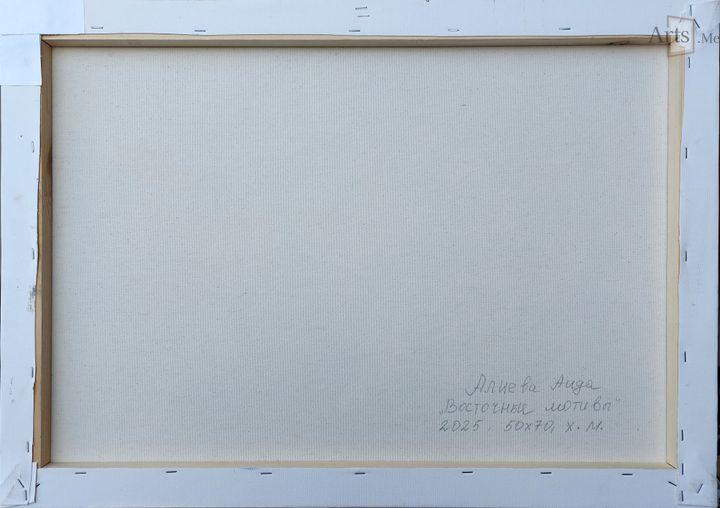 Arts.Me
Алиева Аида
„Восточные мотивы"
2025, 50х70, х.м.